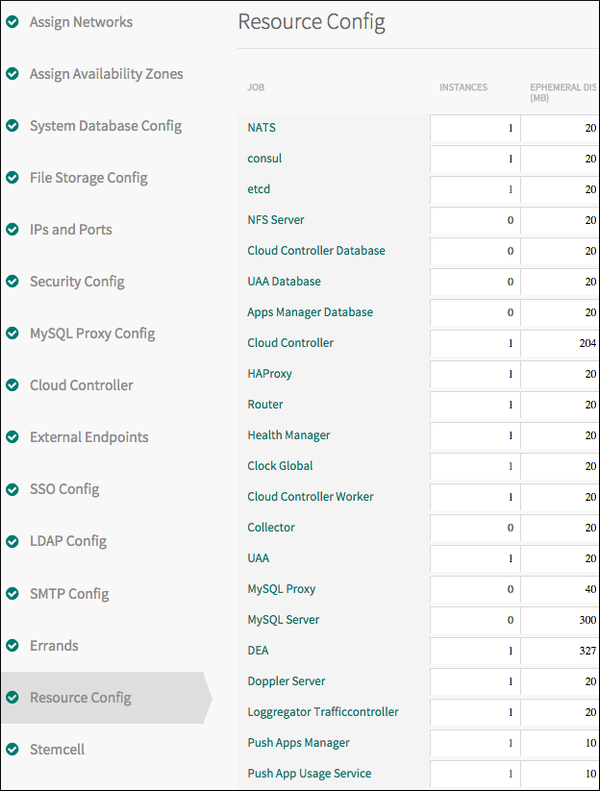 Assign Networks
Assign Availability Zones
System Database Config
File Storage Config
IPs and Ports
Security Config
MySQL Proxy Config
Cloud Controller
External Endpoints
SSO Config
LDAP Config
SMTP Config
Errands
Resource Config
Stemcell
Resource Config
JOB INSTANCES EPHEMERAL DIS
(MB)
NATS 1 20
consul 1 20
etcd 1 20
NFS Server 0 20
Cloud Controller Database 0 20
UAA Database 0 20
Apps Manager Database 0 20
Cloud Controller 1 204
HAProxy 1 20
Router 1 20
Health Manager 1 20
Clock Global 1 20
Cloud Controller Worker 1 20
Collector 0 20
UAA 1 20
MySQL Proxy 0 40
MySQL Server 0 300
DEA 1 327
Doppler Server 1 20
Loggregator Trafficcontroller 1 20
Push Apps Manager 1 10
Push App Usage Service 1 10